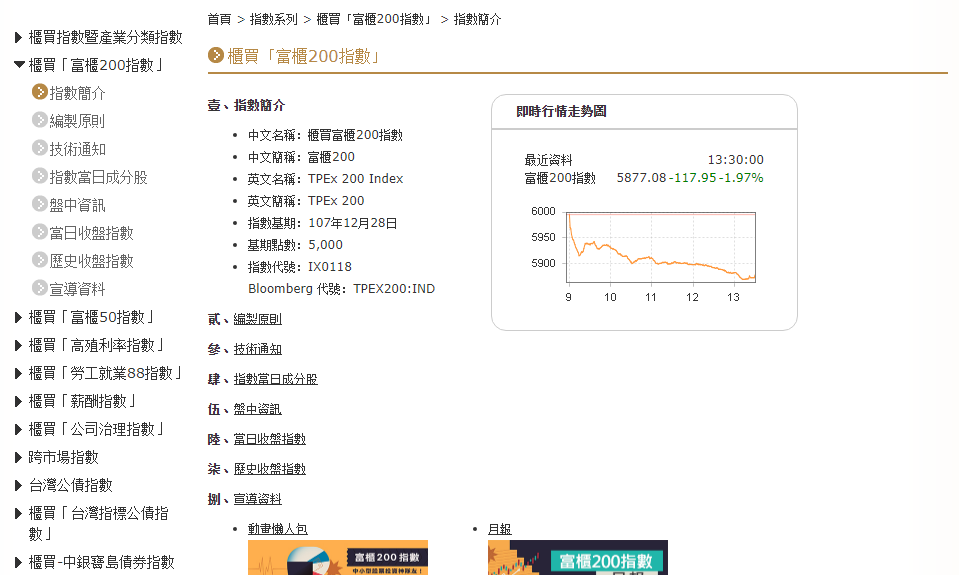 首頁 > 指數系列 > 櫃買「富櫃200指數」 > 指數簡介
櫃買指數暨產業分類指數
櫃買「富櫃200指數」
指數簡介
編製原則
技術通知
指數當日成分股
盤中資訊
當日收盤指數
歷史收盤指數
宣導資料
櫃買「富櫃50指數」
櫃買「高殖利率指數」
櫃買「勞工就業88指數」
櫃買「薪酬指數」
櫃買「公司治理指數」
跨市場指數
台灣公債指數
櫃買「台灣指標公債指
數」
櫃買-中銀寶島債券指數
櫃買「富櫃200指數」
壹、指數簡介
• 中文名稱：櫃買富櫃200指數
• 中文簡稱：富櫃200
• 英文名稱：TPEx 200 Index
• 英文簡稱：TPEx 200
• 指數基期：107年12月28日
• 基期點數：5,000
• 指數代號：IX0118
Bloomberg 代號：TPEX200:IND
貳、編製原則
參、技術通知
肆、指數當日成分股
伍、盤中資訊
陸、當日收盤指數
柒、歷史收盤指數
捌、宣導資料
• 動畫懶人包
富櫃200指數
• 月報
富櫃200指數
即時行情走勢圖
最近資料 13:30:00
富櫃200指數 5877.08 -117.95 -1.97%
6000
5950
5900
9 10 11 12 13